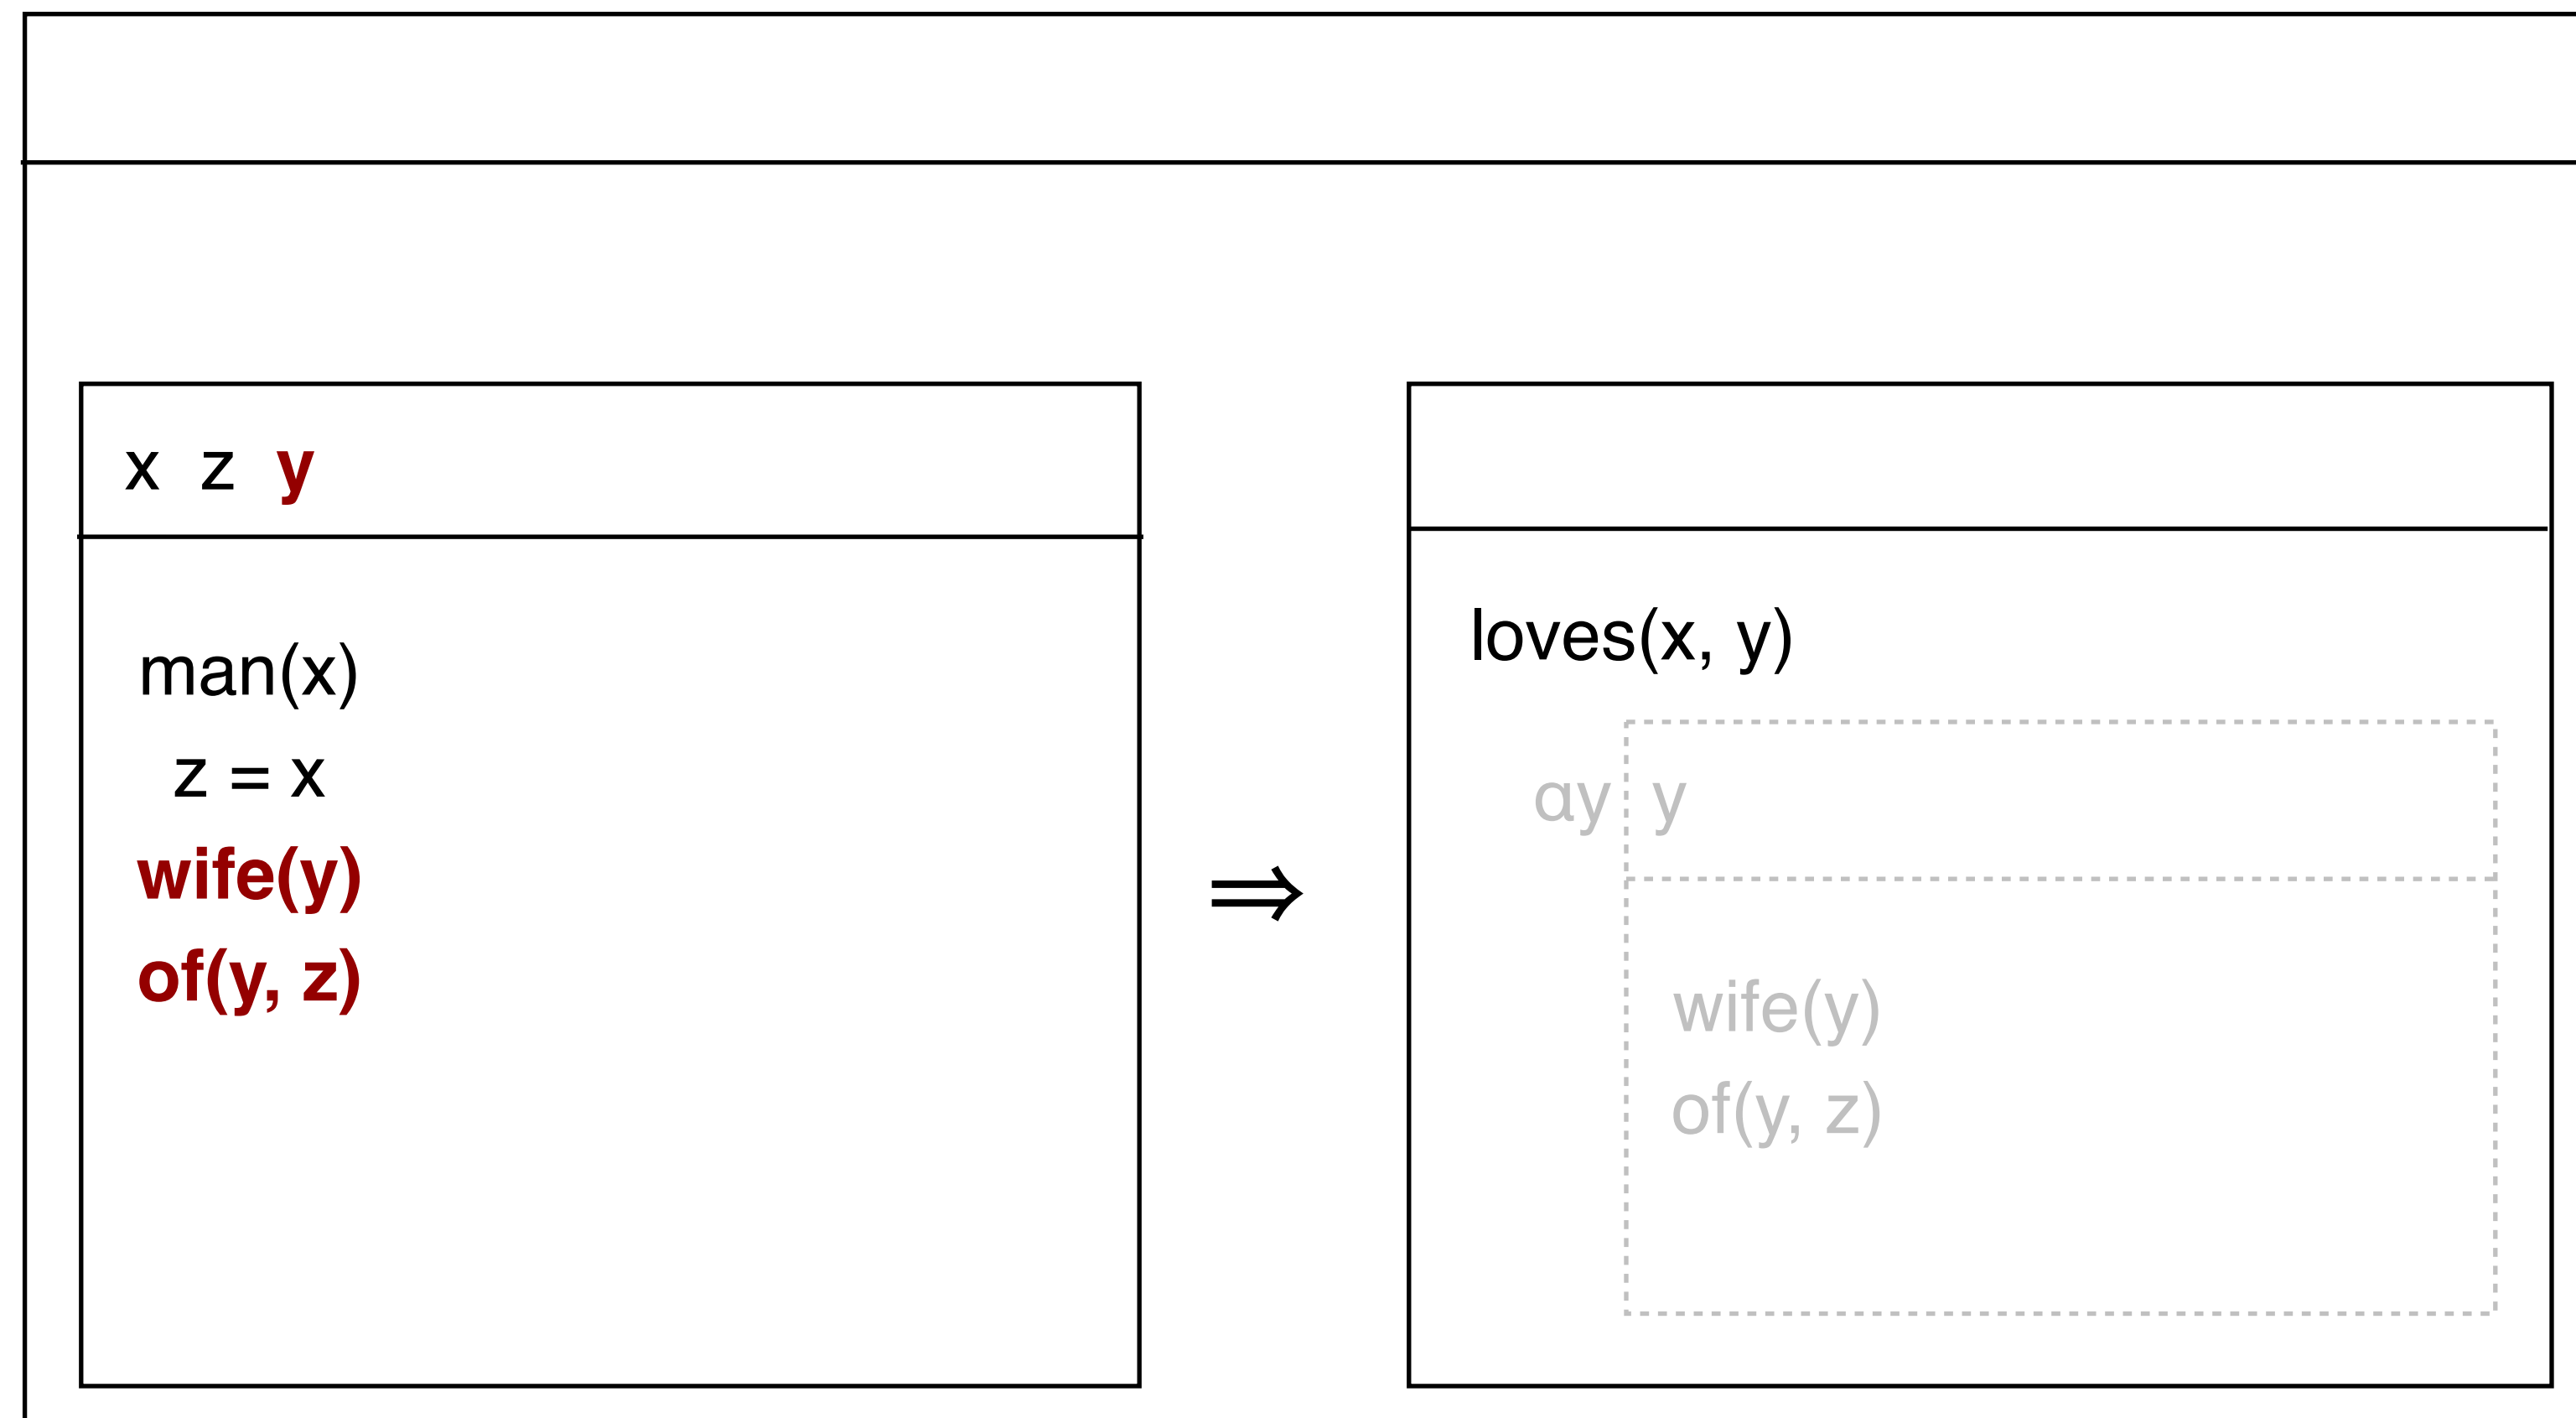 x z y
man(x)
z = x
wife(y)
of(y, z)
⇒
loves(x, y)
αy y
wife(y)
of(y, z)